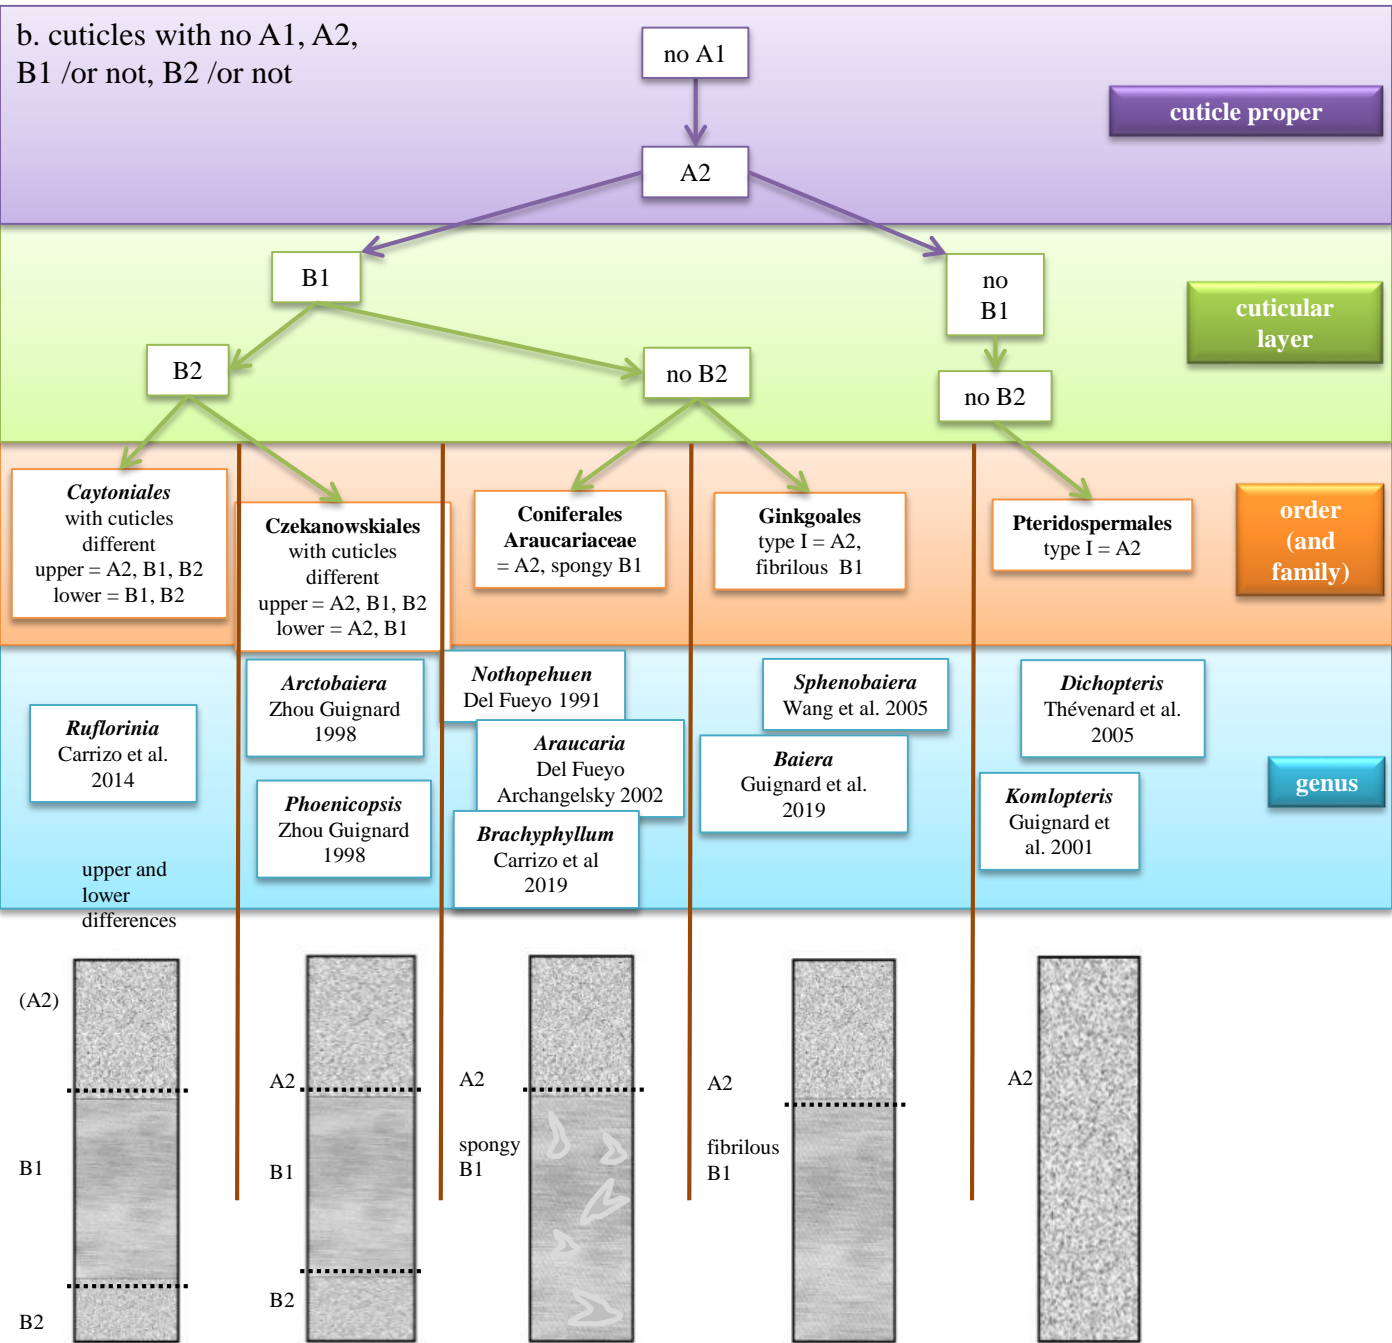 b. cuticles with no A1, A2,
B1 /or not, B2 /or not
no A1
cuticle proper
A2
B1
no
B1
cuticular
layer
B2
no B2
no B2
Caytoniales
with cuticles
different
upper = A2, B1, B2
lower = B1, B2
Czekanowskiales
with cuticles
different
upper = A2, B1, B2
lower = A2, B1
Coniferales
Araucariaceae
= A2, spongy B1
Ginkgoales
type I = A2,
fibrilous B1
Pteridospermales
type I = A2
order
(and
family)
Ruflorinia
Carrizo et al.
2014
Arctobaiera
Zhou Guignard
1998
Phoenicopsis
Zhou Guignard
1998
Nothopehuen
Del Fueyo 1991
Araucaria
Del Fueyo
Archangelsky 2002
Brachyphyllum
Carrizo et al
2019
Sphenobaiera
Wang et al. 2005
Baiera
Guignard et al.
2019
Dichopteris
Thévenard et al.
2005
Komlopteris
Guignard et
al. 2001
genus
upper and
lower
differences
(A2)
B1
B2
A2
B1
B2
A2
spongy
B1
A2
fibrilous
B1
A2